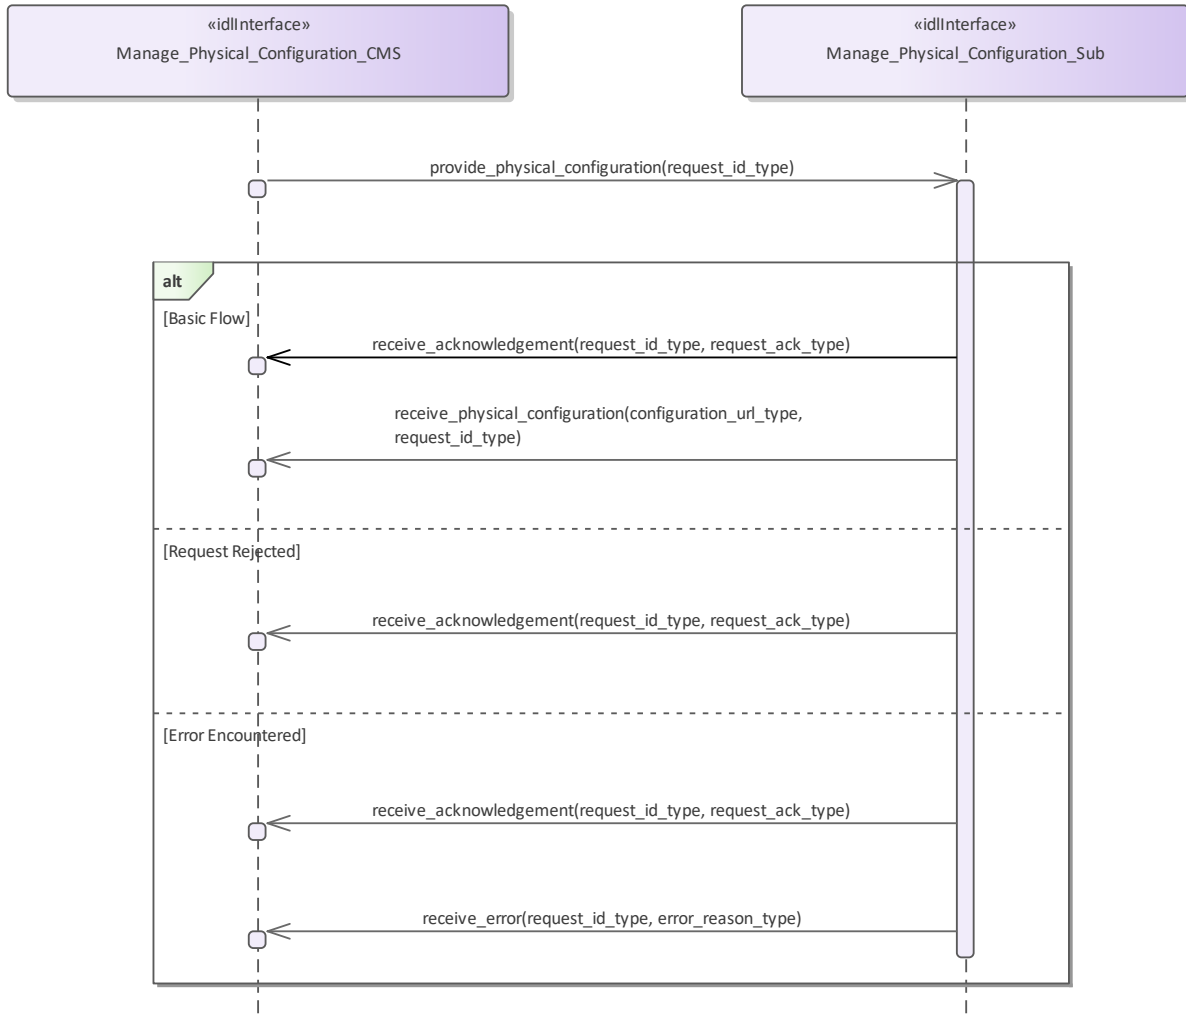 «idlInterface»
Manage_Physical_Configuration_CMS
«idlInterface»
Manage_Physical_Configuration_Sub
provide_physical_configuration(request_id_type)
alt
[Basic Flow]
receive_acknowledgement(request_id_type, request_ack_type)
receive_physical_configuration(configuration_url_type,
request_id_type)
[Request Rejected]
receive_acknowledgement(request_id_type, request_ack_type)
[Error Encountered]
receive_acknowledgement(request_id_type, request_ack_type)
receive_error(request_id_type, error_reason_type)